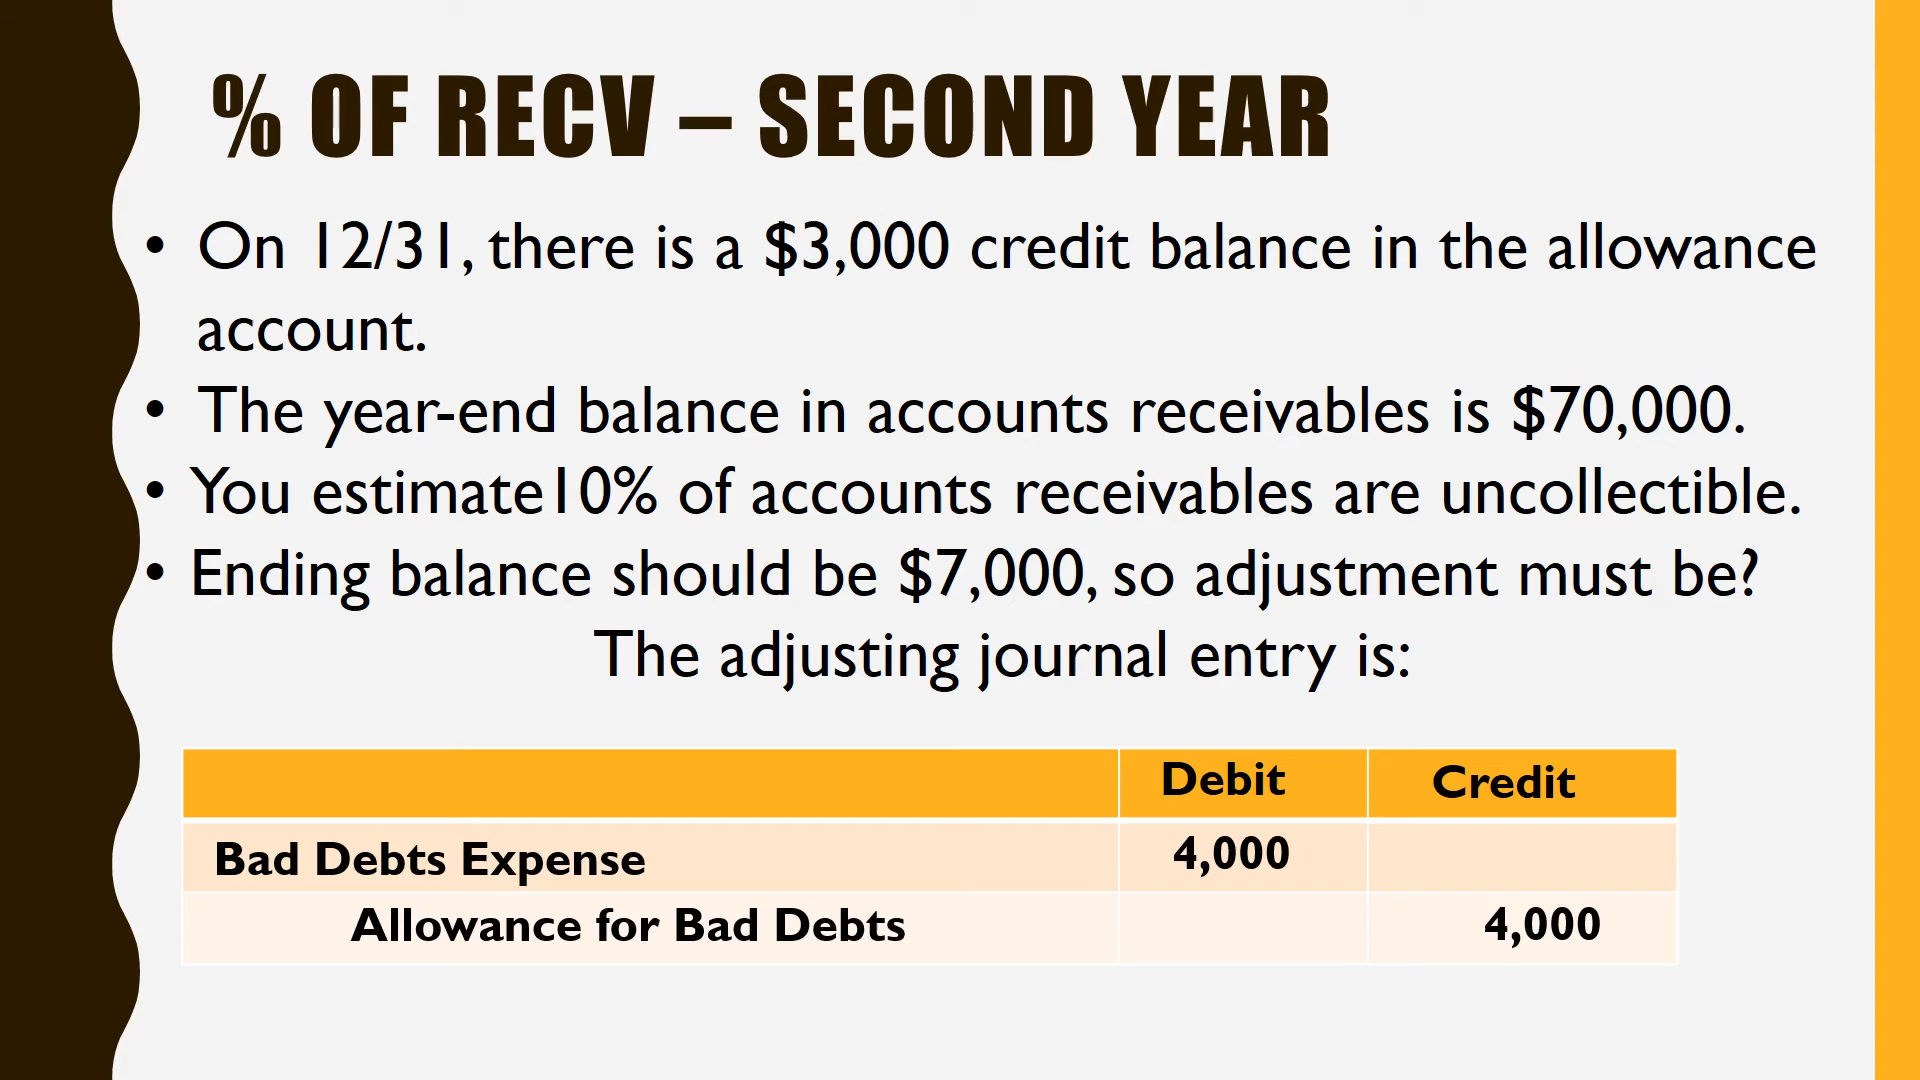 % OF RECV – SECOND YEAR
• On 12/31, there is a $3,000 credit balance in the allowance
account.
• The year-end balance in accounts receivables is $70,000.
• You estimate10% of accounts receivables are uncollectible.
• Ending balance should be $7,000, so adjustment must be?
The adjusting journal entry is:
Debit Credit
Bad Debts Expense 4,000
Allowance for Bad Debts 4,000